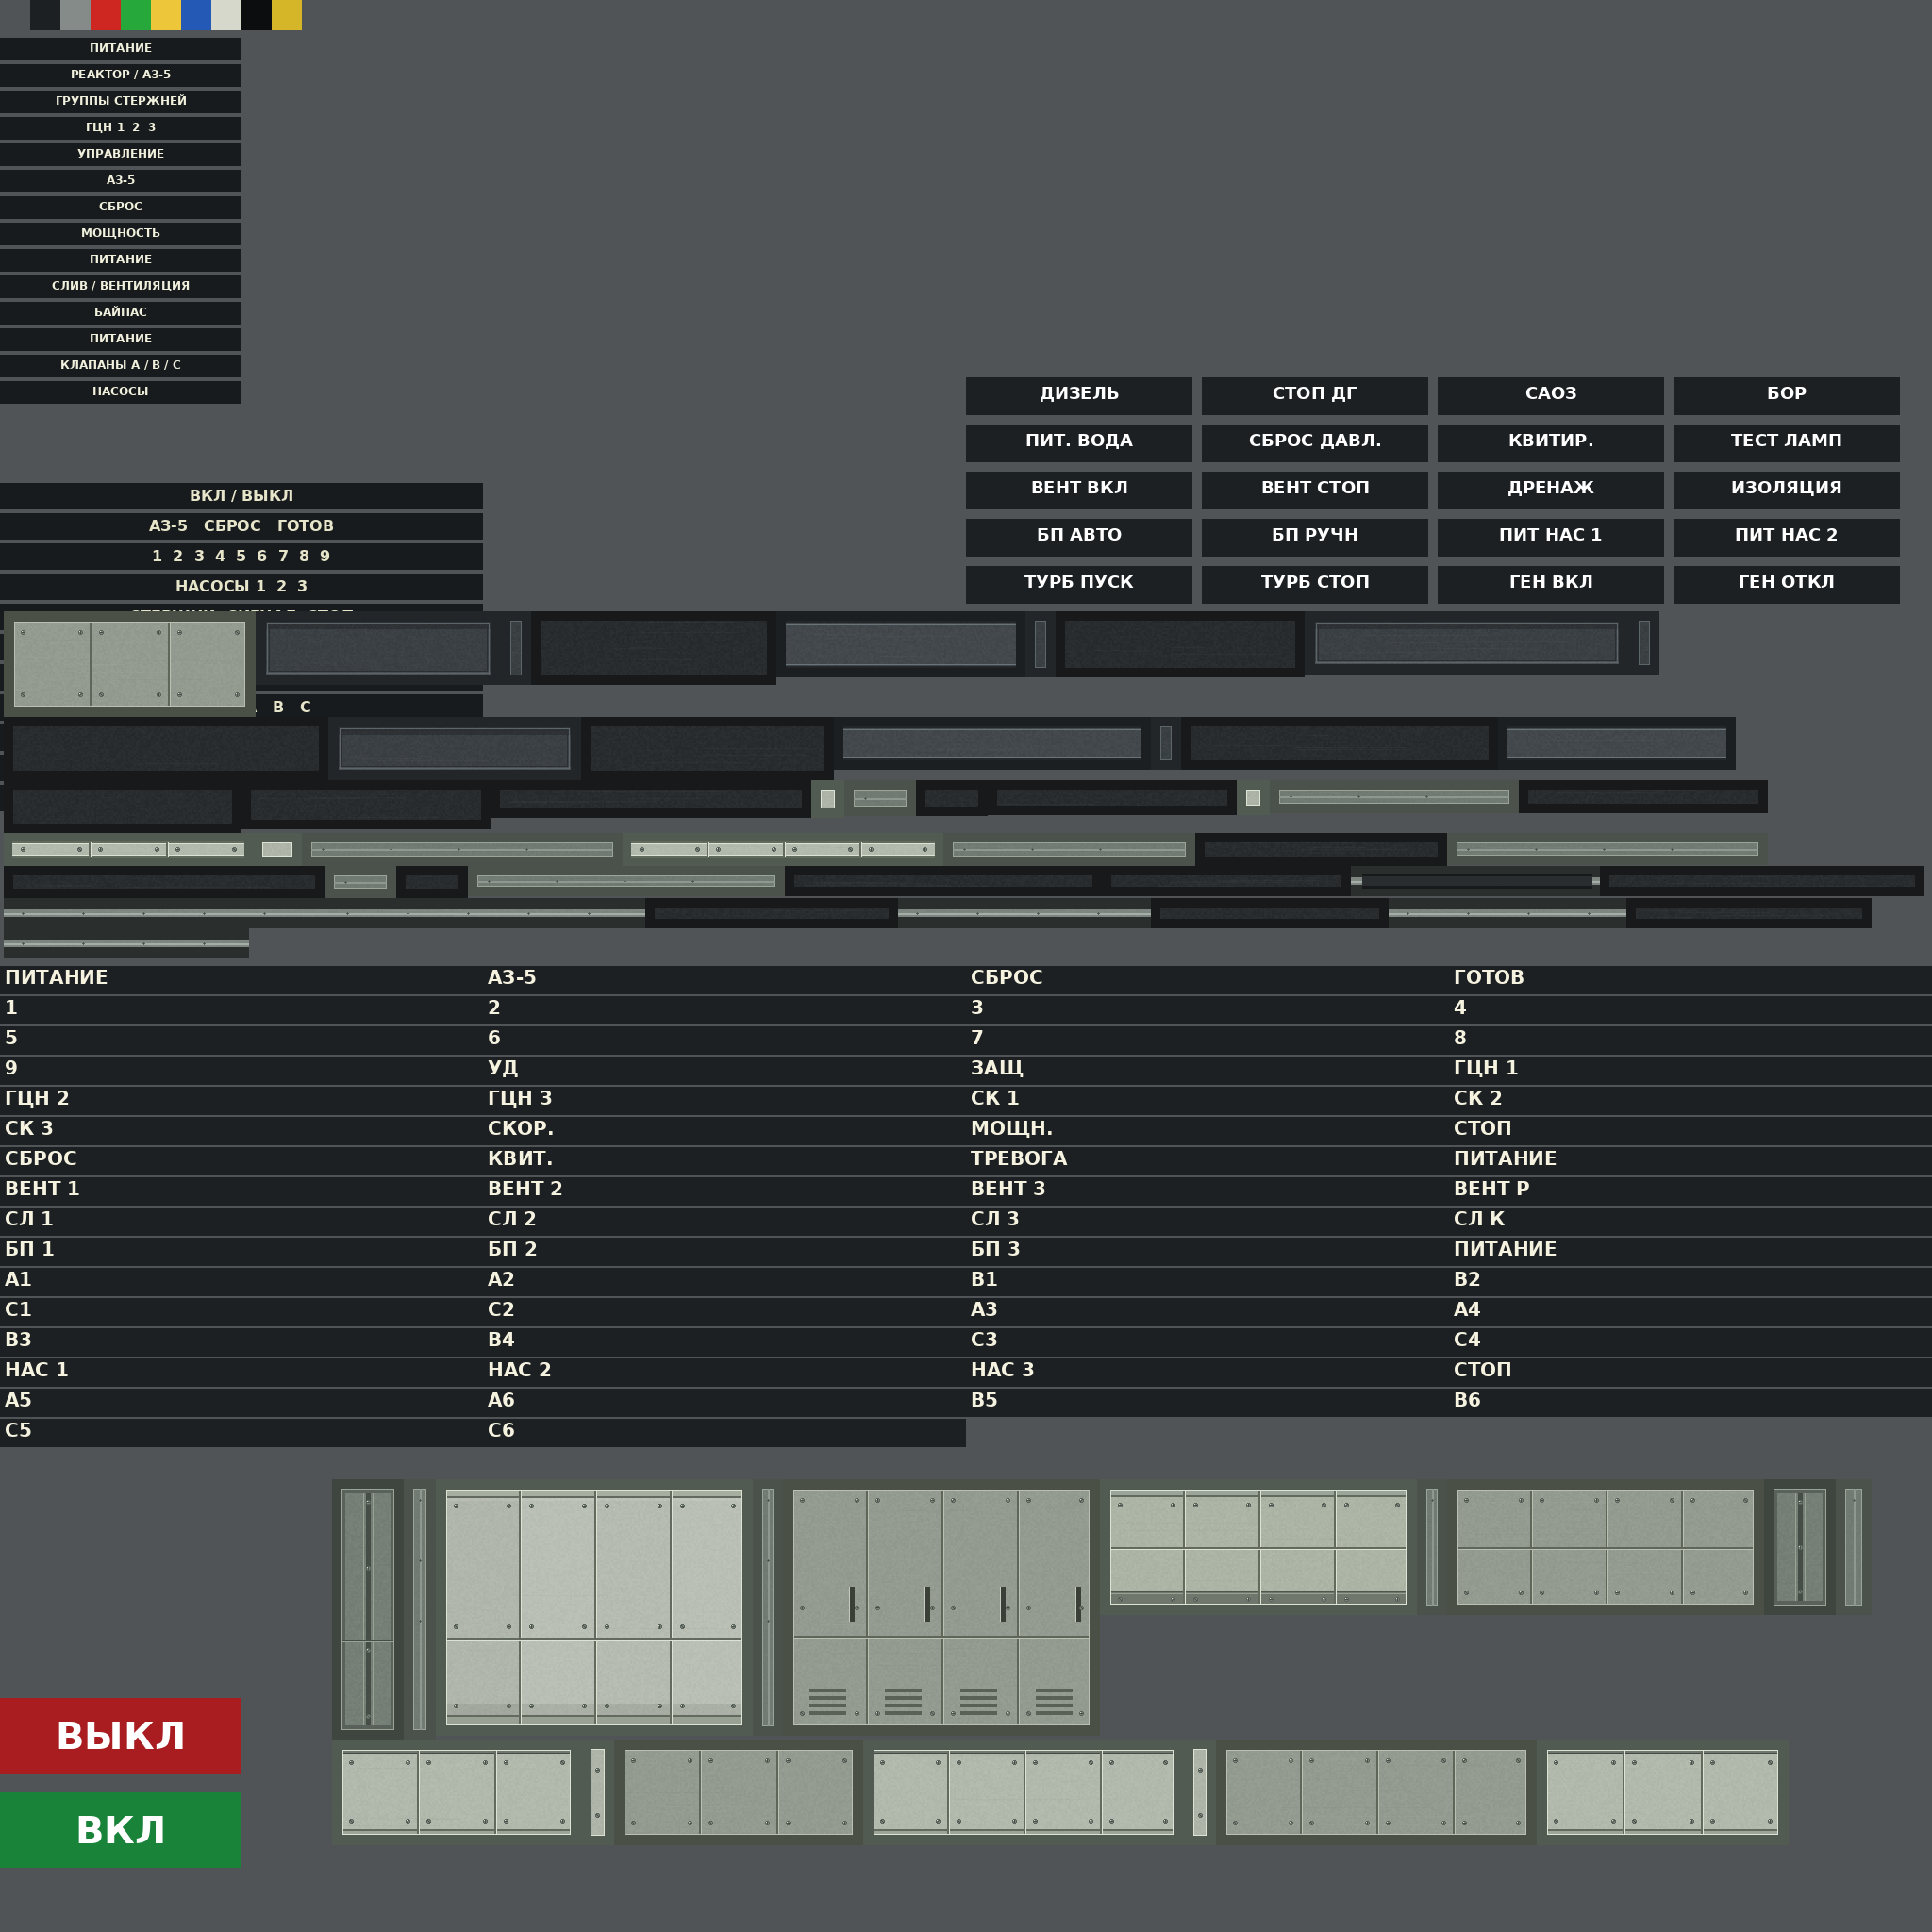 ПИТАНИЕ
РЕАКТОР / АЗ-5
ГРУППЫ СТЕРЖНЕЙ
ГЦН 1 2 3
УПРАВЛЕНИЕ
АЗ-5
СБРОС
МОЩНОСТЬ
ПИТАНИЕ
СЛИВ / ВЕНТИЛЯЦИЯ
БАЙПАС
ПИТАНИЕ
КЛАПАНЫ А / В / С
НАСОСЫ
ДИЗЕЛЬ СТОП ДГ САОЗ БОР
ПИТ. ВОДА СБРОС ДАВЛ. КВИТИР. ТЕСТ ЛАМП
ВЕНТ ВКЛ ВЕНТ СТОП ДРЕНАЖ ИЗОЛЯЦИЯ
БП АВТО БП РУЧН ПИТ НАС 1 ПИТ НАС 2
ТУРБ ПУСК ТУРБ СТОП ГЕН ВКЛ ГЕН ОТКЛ
ВКЛ / ВЫКЛ
АЗ-5 СБРОС ГОТОВ
1 2 3 4 5 6 7 8 9
НАСОСЫ 1 2 3
В С
ПИТАНИЕ АЗ-5 СБРОС ГОТОВ
1 2 3 4
5 6 7 8
9 УД ЗАЩ ГЦН 1
ГЦН 2 ГЦН 3 СК 1 СК 2
СК 3 СКОР. МОЩН. СТОП
СБРОС КВИТ. ТРЕВОГА ПИТАНИЕ
ВЕНТ 1 ВЕНТ 2 ВЕНТ 3 ВЕНТ Р
СЛ 1 СЛ 2 СЛ 3 СЛ К
БП 1 БП 2 БП 3 ПИТАНИЕ
А1 А2 В1 В2
С1 С2 А3 А4
В3 В4 С3 С4
НАС 1 НАС 2 НАС 3 СТОП
А5 А6 В5 В6
С5 С6
ВЫКЛ
ВКЛ